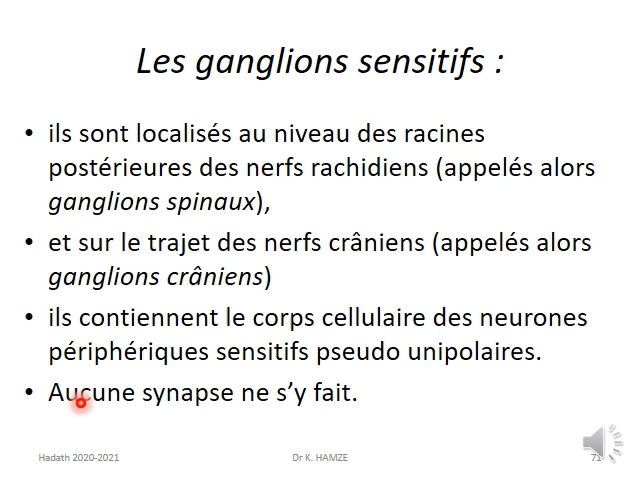 Les ganglions sensitifs :
• ils sont localisés au niveau des racines
postérieures des nerfs rachidiens (appelés alors
ganglions spinaux),
• et sur le trajet des nerfs crâniens (appelés alors
ganglions crâniens)
• ils contiennent le corps cellulaire des neurones
périphériques sensitifs pseudo unipolaires.
• Aucune synapse ne s’y fait.
Hadath 2020-2021 Dr K. HAMZE 71